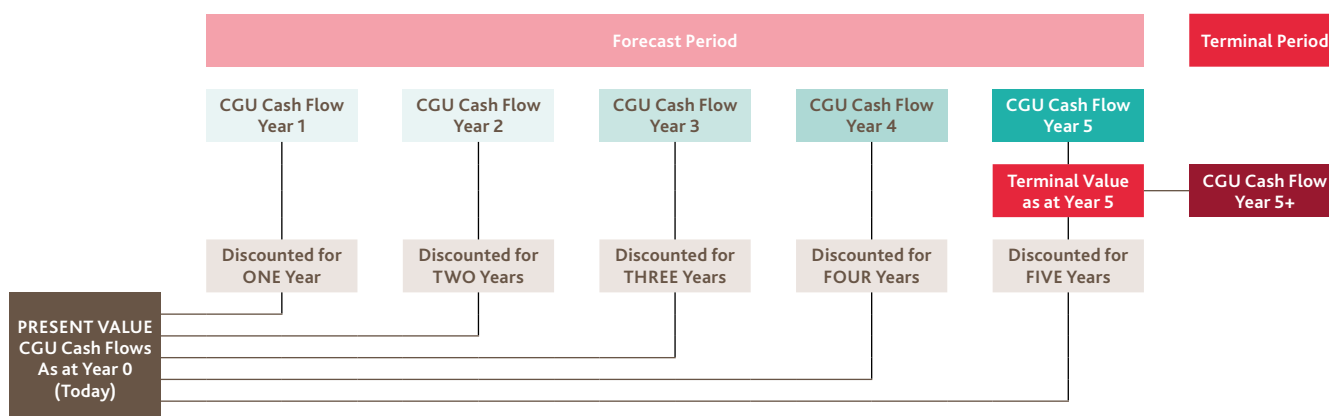 Forecast Period
Terminal Period
CGU Cash Flow
Year 1
CGU Cash Flow
Year 2
CGU Cash Flow
Year 3
CGU Cash Flow
Year 4
CGU Cash Flow
Year 5
Terminal Value
as at Year 5
CGU Cash Flow
Year 5+
Discounted for
ONE Year
Discounted for
TWO Years
Discounted for
THREE Years
Discounted for
FOUR Years
Discounted for
FIVE Years
PRESENT VALUE
CGU Cash Flows
As at Year 0
(Today)